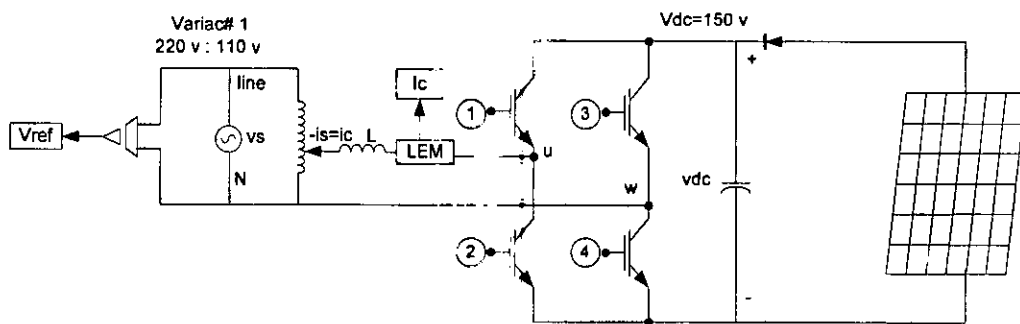 Variac# 1
220 v : 110 v
Vdc=150 v
line
Ic
+
1
3
Vref
vs
-is=ic
L
LEM
u
N
w
vdc
2
4
-